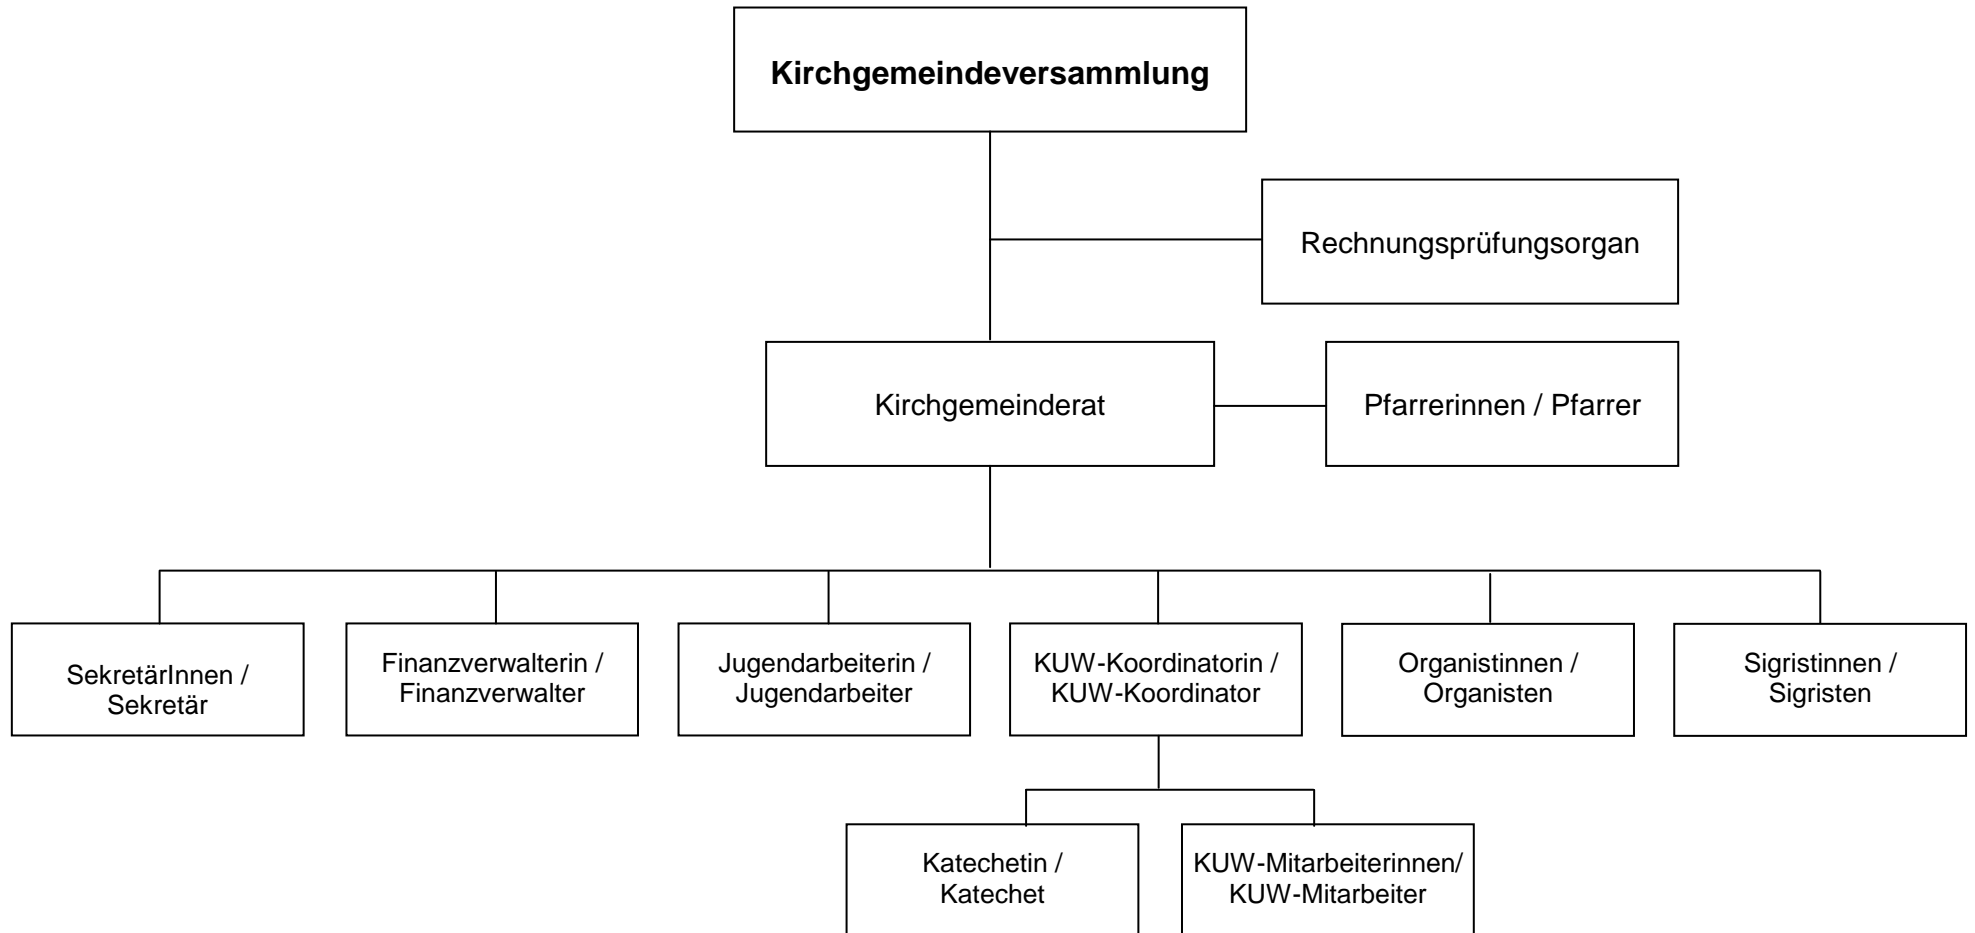 Kirchgemeindeversammlung
Rechnungsprüfungsorgan
Kirchgemeinderat
Pfarrerinnen / Pfarrer
SekretärInnen /
Sekretär
Finanzverwalterin /
Finanzverwalter
Jugendarbeiterin /
Jugendarbeiter
KUW-Koordinatorin /
KUW-Koordinator
Organistinnen /
Organisten
Sigristinnen /
Sigristen
Katechetin /
Katechet
KUW-Mitarbeiterinnen/
KUW-Mitarbeiter